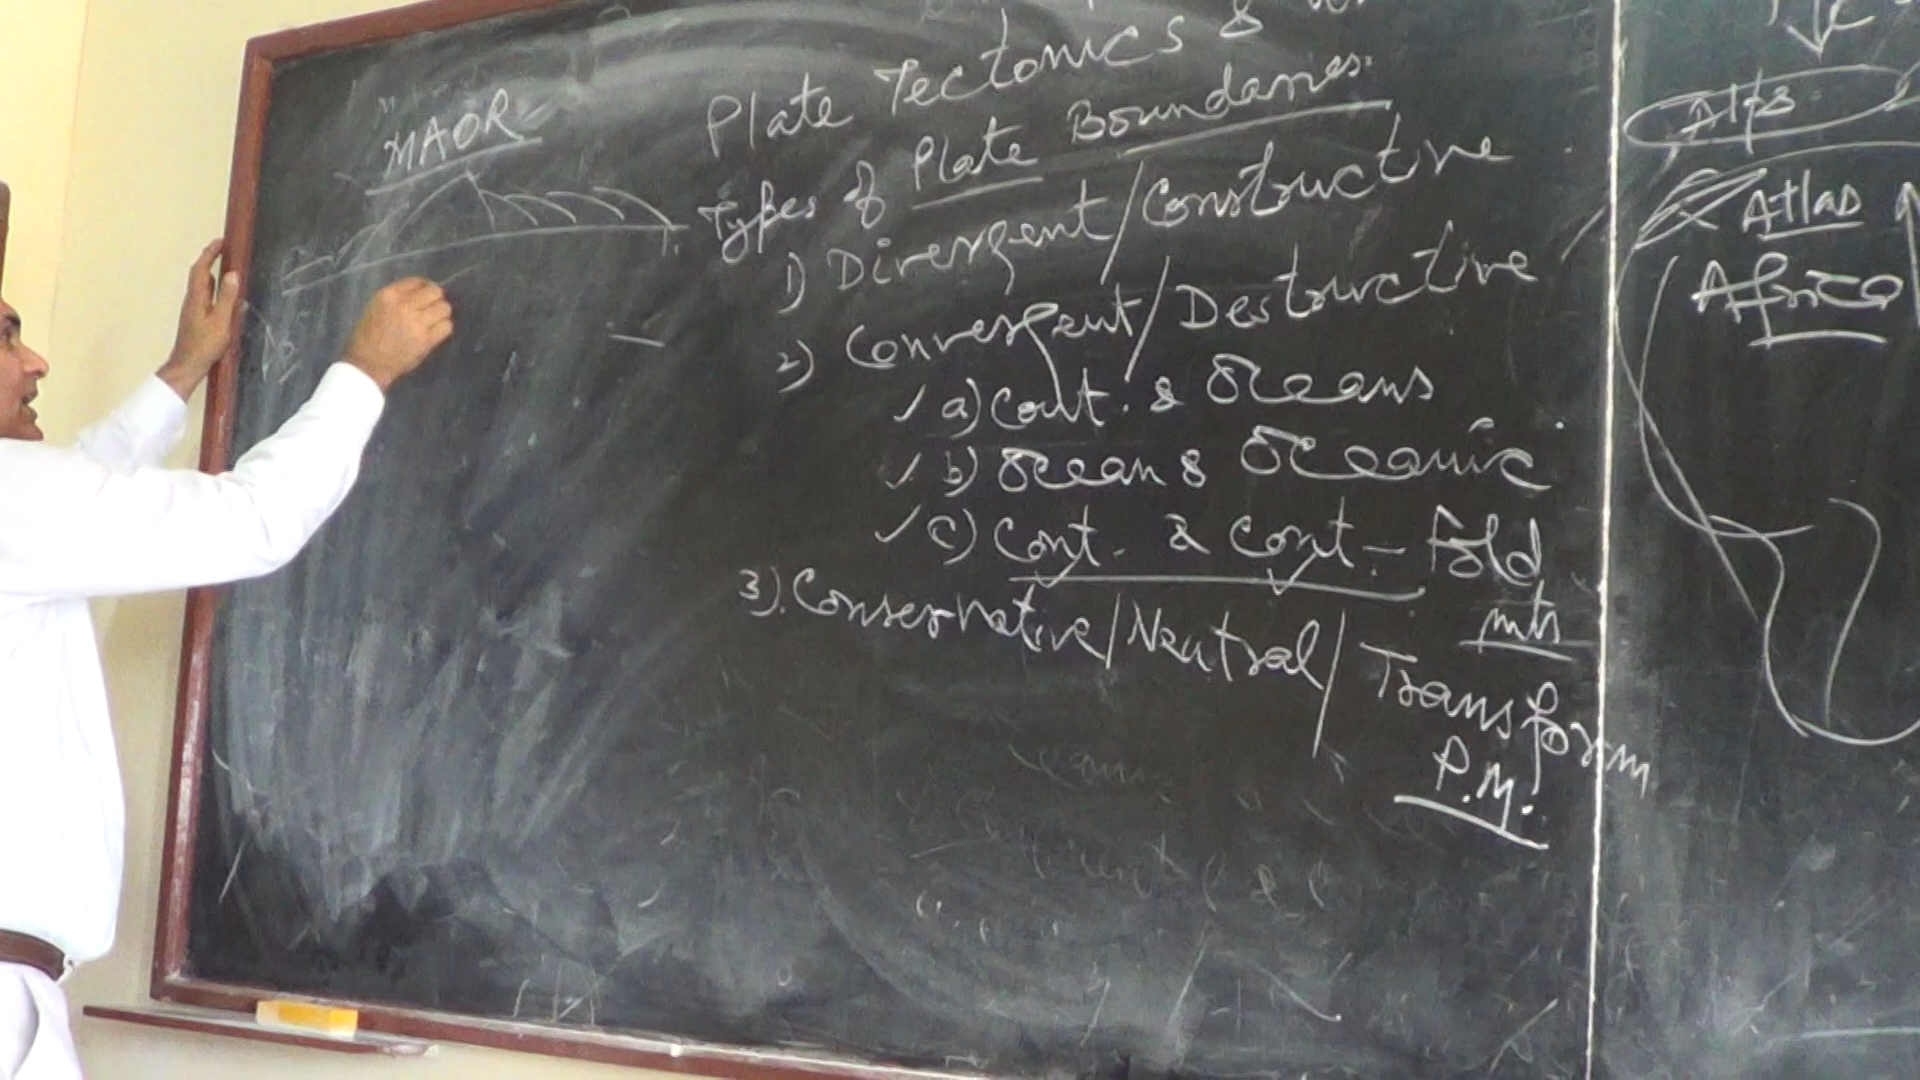 MAOR
Plate Tectonics &
Types of Plate Boundaries.
1) Divergent/Constructive
2) Convergent/Destructive
✓ a) Cont. & Oceans
✓ b) Ocean & Oceanic
✓ c) Cont. & Cont - fold
mts
3). Conservative/Neutral/Transform
P.M.
Alps
Atlas
Africa